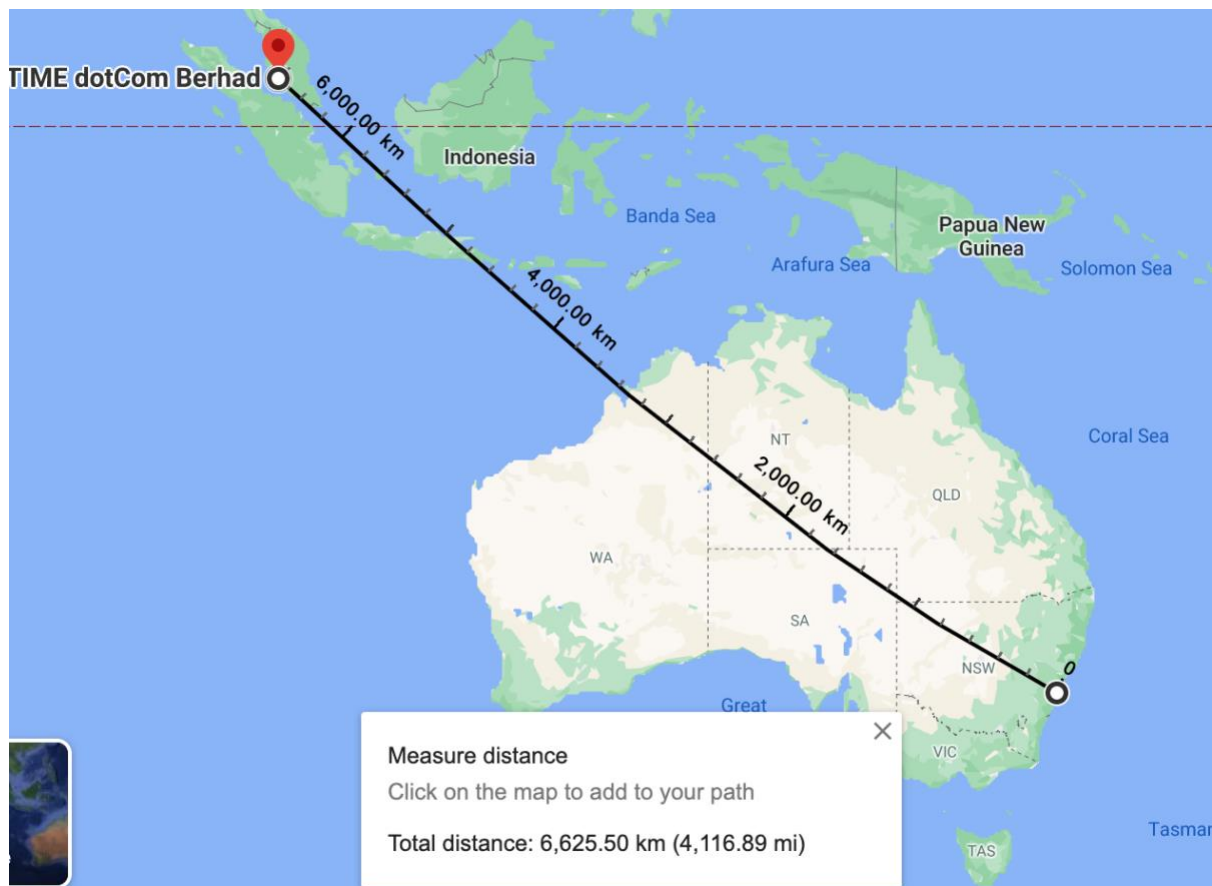 TIME dotCom Berhad
6,000.00 km
Indonesia
Banda Sea
Papua New
Guinea
Arafura Sea
Solomon Sea
4,000.00 km
Coral Sea
NT
2,000.00 km
QLD
WA
SA
NSW
.0
Great
VIC
Measure distance
Click on the map to add to your path
Total distance: 6,625.50 km (4,116.89 mi)
TAS